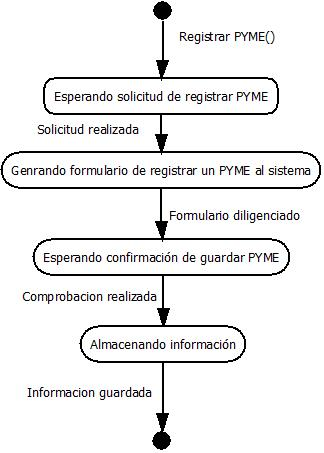 Registrar PYME()
Esperando solicitud de registrar PYME
Solicitud realizada
Genrando formulario de registrar un PYME al sistema
Formulario diligenciado
Esperando confirmación de guardar PYME
Comprobacion realizada
Almacenando información
Informacion guardada